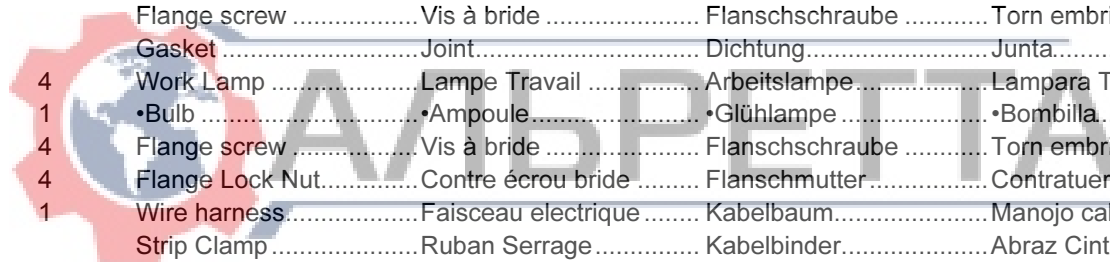 Flange screw .................. Vis à bride ..................... Flanschschraube ............ Torn embri
Gasket ............................. Joint.................................. Dichtung.......................... Junta........
4 Work Lamp .................... Lampe Travail ................ Arbeitslampe................... Lampara T
1 •Bulb ............................... •Ampoule......................... •Glühlampe ..................... •Bombilla..
4 Flange screw .................. Vis à bride ..................... Flanschschraube ............ Torn embri
4 Flange Lock Nut.............. Contre écrou bride ......... Flanschmutter.................. Contratuer
1 Wire harness................... Faisceau electrique ........ Kabelbaum...................... Manojo cal
Strip Clamp ..................... Ruban Serrage ............... Kabelbinder..................... Abraz Cint
АЛЬРЕТТА